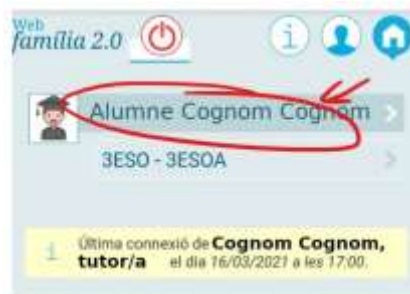 Web
família 2.0
i
Alumne Cognom Cognom
3ESO - 3ESOA
i Última connexió de Cognom Cognom,
tutor/a el dia 16/03/2021 a les 17:00.